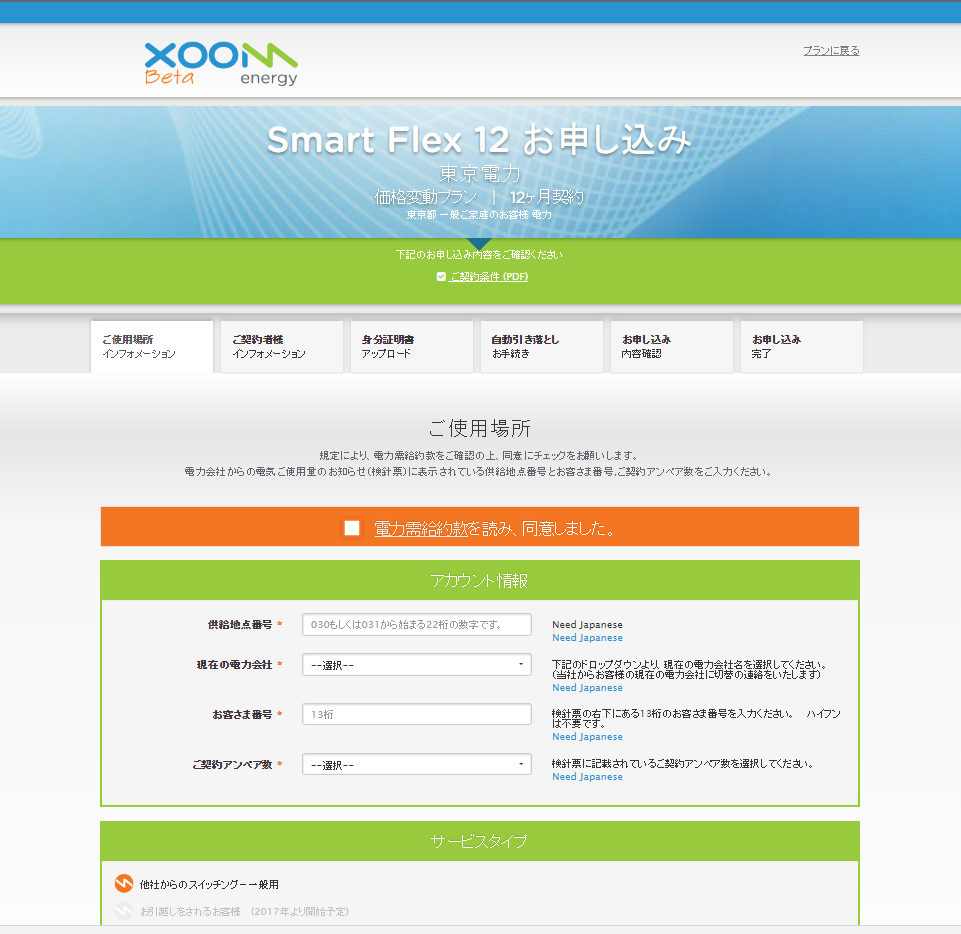 XOOM
Beta energy
プランに戻る
Smart Flex 12 お申し込み
東京電力
価格変動プラン | 12ヶ月契約
東京都 一般ご家庭のお客様 電力
下記のお申し込み内容をご確認ください
ご契約条件 (PDF)
ご使用場所
インフォメーション
ご契約者様
インフォメーション
身分証明書
アップロード
自動引き落とし
お手続き
お申し込み
内容確認
お申し込み
完了
ご使用場所
規定により、電力需給約款をご確認の上、同意にチェックをお願いします。
電力会社からの電気ご使用量のお知らせ（検針票）に表示されている供給地点番号とお客さま番号,ご契約アンペア数をご入力ください。
電力需給約款を読み、同意しました。
アカウント情報
供給地点番号 *
030もしくは031から始まる22桁の数字です。
Need Japanese
Need Japanese
現在の電力会社 *
--選択--
下記のドロップダウンより、現在の電力会社名を選択してください。
（当社からお客様の現在の電力会社に切替の連絡をいたします）
Need Japanese
お客さま番号 *
13桁
検針票の右下にある13桁のお客さま番号を入力ください。 ハイフン
は不要です。
Need Japanese
ご契約アンペア数 *
--選択--
検針票に記載されているご契約アンペア数を選択してください。
Need Japanese
サービスタイプ
他社からのスイッチング－一般用
お引越しをされるお客様 （2017年より開始予定）